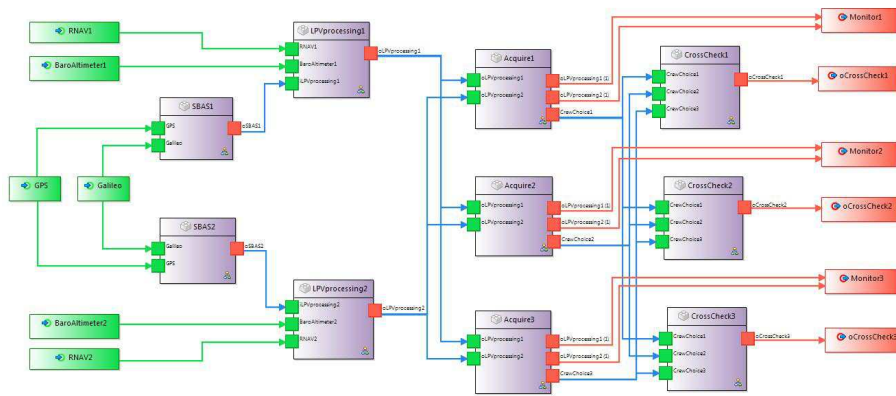 RNAV1
BaroAltimeter1
GPS
Galileo
BaroAltimeter2
RNAV2
SBAS1
GPS
Galileo
oSBAS1
SBAS2
Galileo
GPS
oSBAS2
LPVprocessing1
RNAV1
BaroAltimeter1
iLPVprocessing1
oLPVprocessing1
LPVprocessing2
iLPVprocessing2
BaroAltimeter2
RNAV2
oLPVprocessing2
Acquire1
oLPVprocessing1
oLPVprocessing2
oLPVprocessing1 (1)
oLPVprocessing2 (1)
CrewChoice1
Acquire2
oLPVprocessing1
oLPVprocessing2
oLPVprocessing1 (1)
oLPVprocessing2 (1)
CrewChoice2
Acquire3
oLPVprocessing1
oLPVprocessing2
oLPVprocessing1 (1)
oLPVprocessing2 (1)
CrewChoice3
CrossCheck1
CrewChoice1
CrewChoice2
CrewChoice3
oCrossCheck1
CrossCheck2
CrewChoice1
CrewChoice2
CrewChoice3
oCrossCheck2
CrossCheck3
CrewChoice1
CrewChoice2
CrewChoice3
oCrossCheck3
Monitor1
oCrossCheck1
Monitor2
oCrossCheck2
Monitor3
oCrossCheck3